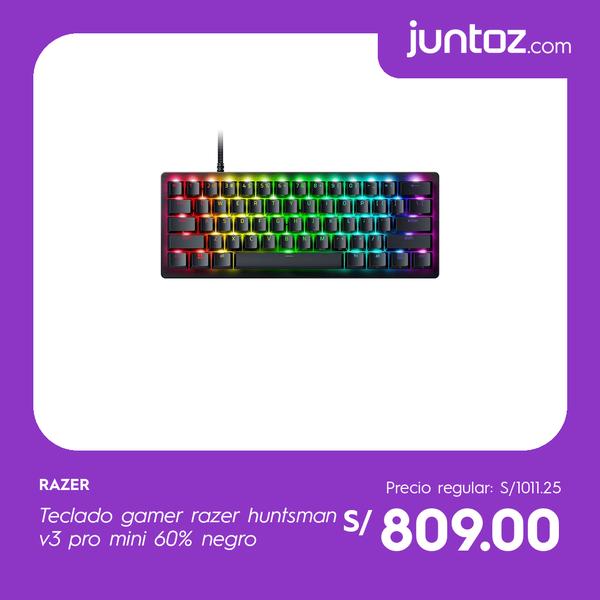 juntoz.com
RAZER
Teclado gamer razer huntsman
v3 pro mini 60% negro
Precio regular: S/1011.25
S/ 809.00